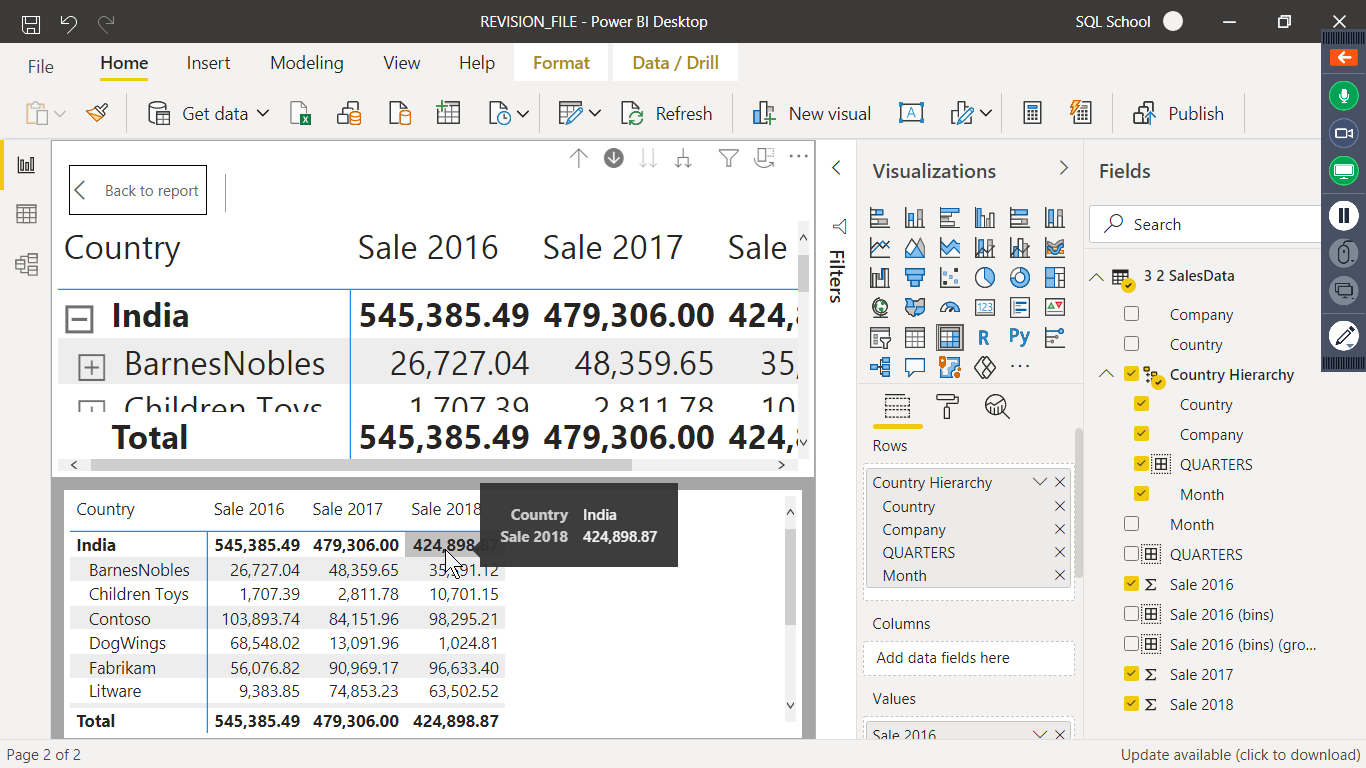 REVISION_FILE - Power BI Desktop
SQL School
File Home Insert Modeling View Help Format Data / Drill
Get data Refresh New visual Publish
Back to report
Country Sale 2016 Sale 2017 Sale
India 545,385.49 479,306.00 424,
BarnesNobles 26,727.04 48,359.65 35,
Children Toys 1,707.39 2,811.78 10
Total 545,385.49 479,306.00 424,
Country Sale 2016 Sale 2017 Sale 2018
India 545,385.49 479,306.00 424,898.87
BarnesNobles 26,727.04 48,359.65
Children Toys 1,707.39 2,811.78 10,701.15
Contoso 103,893.74 84,151.96 98,295.21
DogWings 68,548.02 13,091.96 1,024.81
Fabrikam 56,076.82 90,969.17 96,633.40
Litware 9,383.85 74,853.23 63,502.52
Total 545,385.49 479,306.00 424,898.87
Country India
Sale 2018 424,898.87
Filters
Visualizations
123
R Py
Rows
Country Hierarchy
Country
Company
QUARTERS
Month
Columns
Add data fields here
Values
Sale 2016
Fields
Search
3 2 SalesData
Company
Country
Country Hierarchy
Country
Company
QUARTERS
Month
Month
QUARTERS
Sale 2016
Sale 2016 (bins)
Sale 2016 (bins) (gro...
Sale 2017
Sale 2018
Page 2 of 2
Update available (click to download)